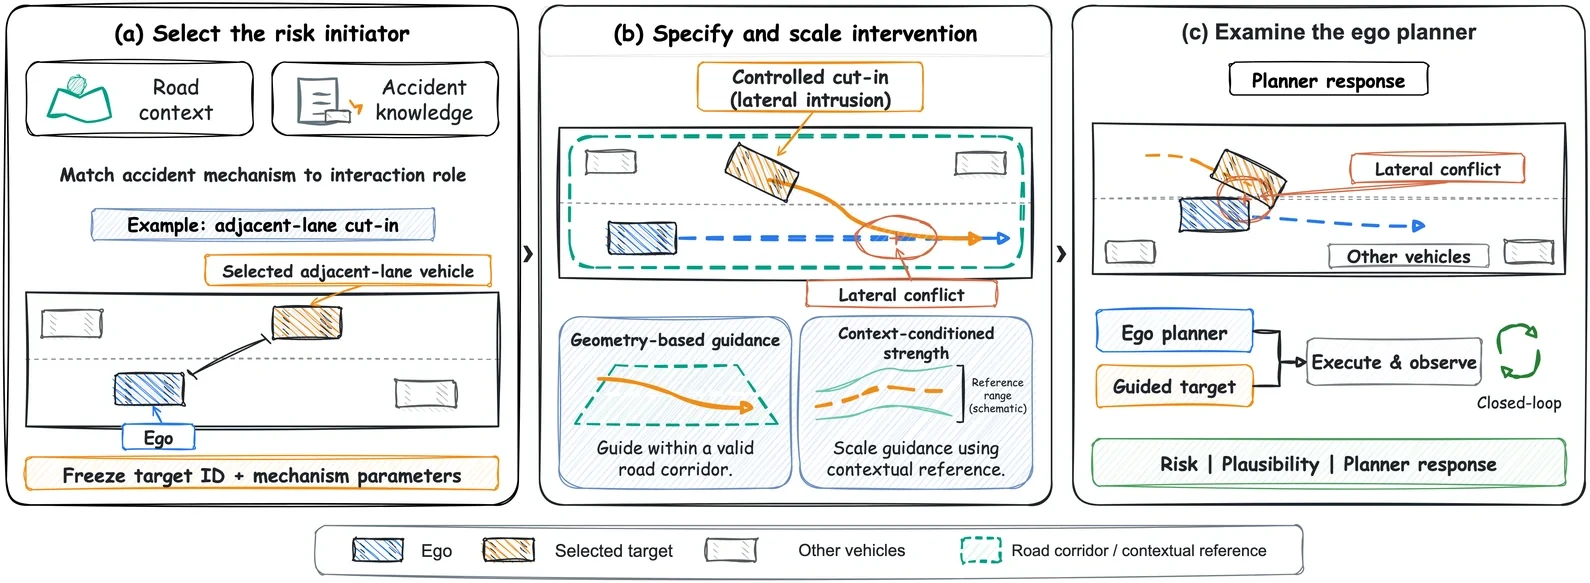 (a) Select the risk initiator
Road
context
Accident
knowledge
Match accident mechanism to interaction role
Example: adjacent-lane cut-in
Selected adjacent-lane vehicle
Ego
Freeze target ID + mechanism parameters
(b) Specify and scale intervention
Controlled cut-in
(lateral intrusion)
Lateral conflict
Geometry-based guidance
Guide within a valid
road corridor.
Context-conditioned
strength
Reference
range
(schematic)
Scale guidance using
contextual reference.
(c) Examine the ego planner
Planner response
Lateral conflict
Other vehicles
Ego planner
Guided target
Execute & observe
Closed-loop
Risk | Plausibility | Planner response
Ego
Selected target
Other vehicles
Road corridor / contextual reference